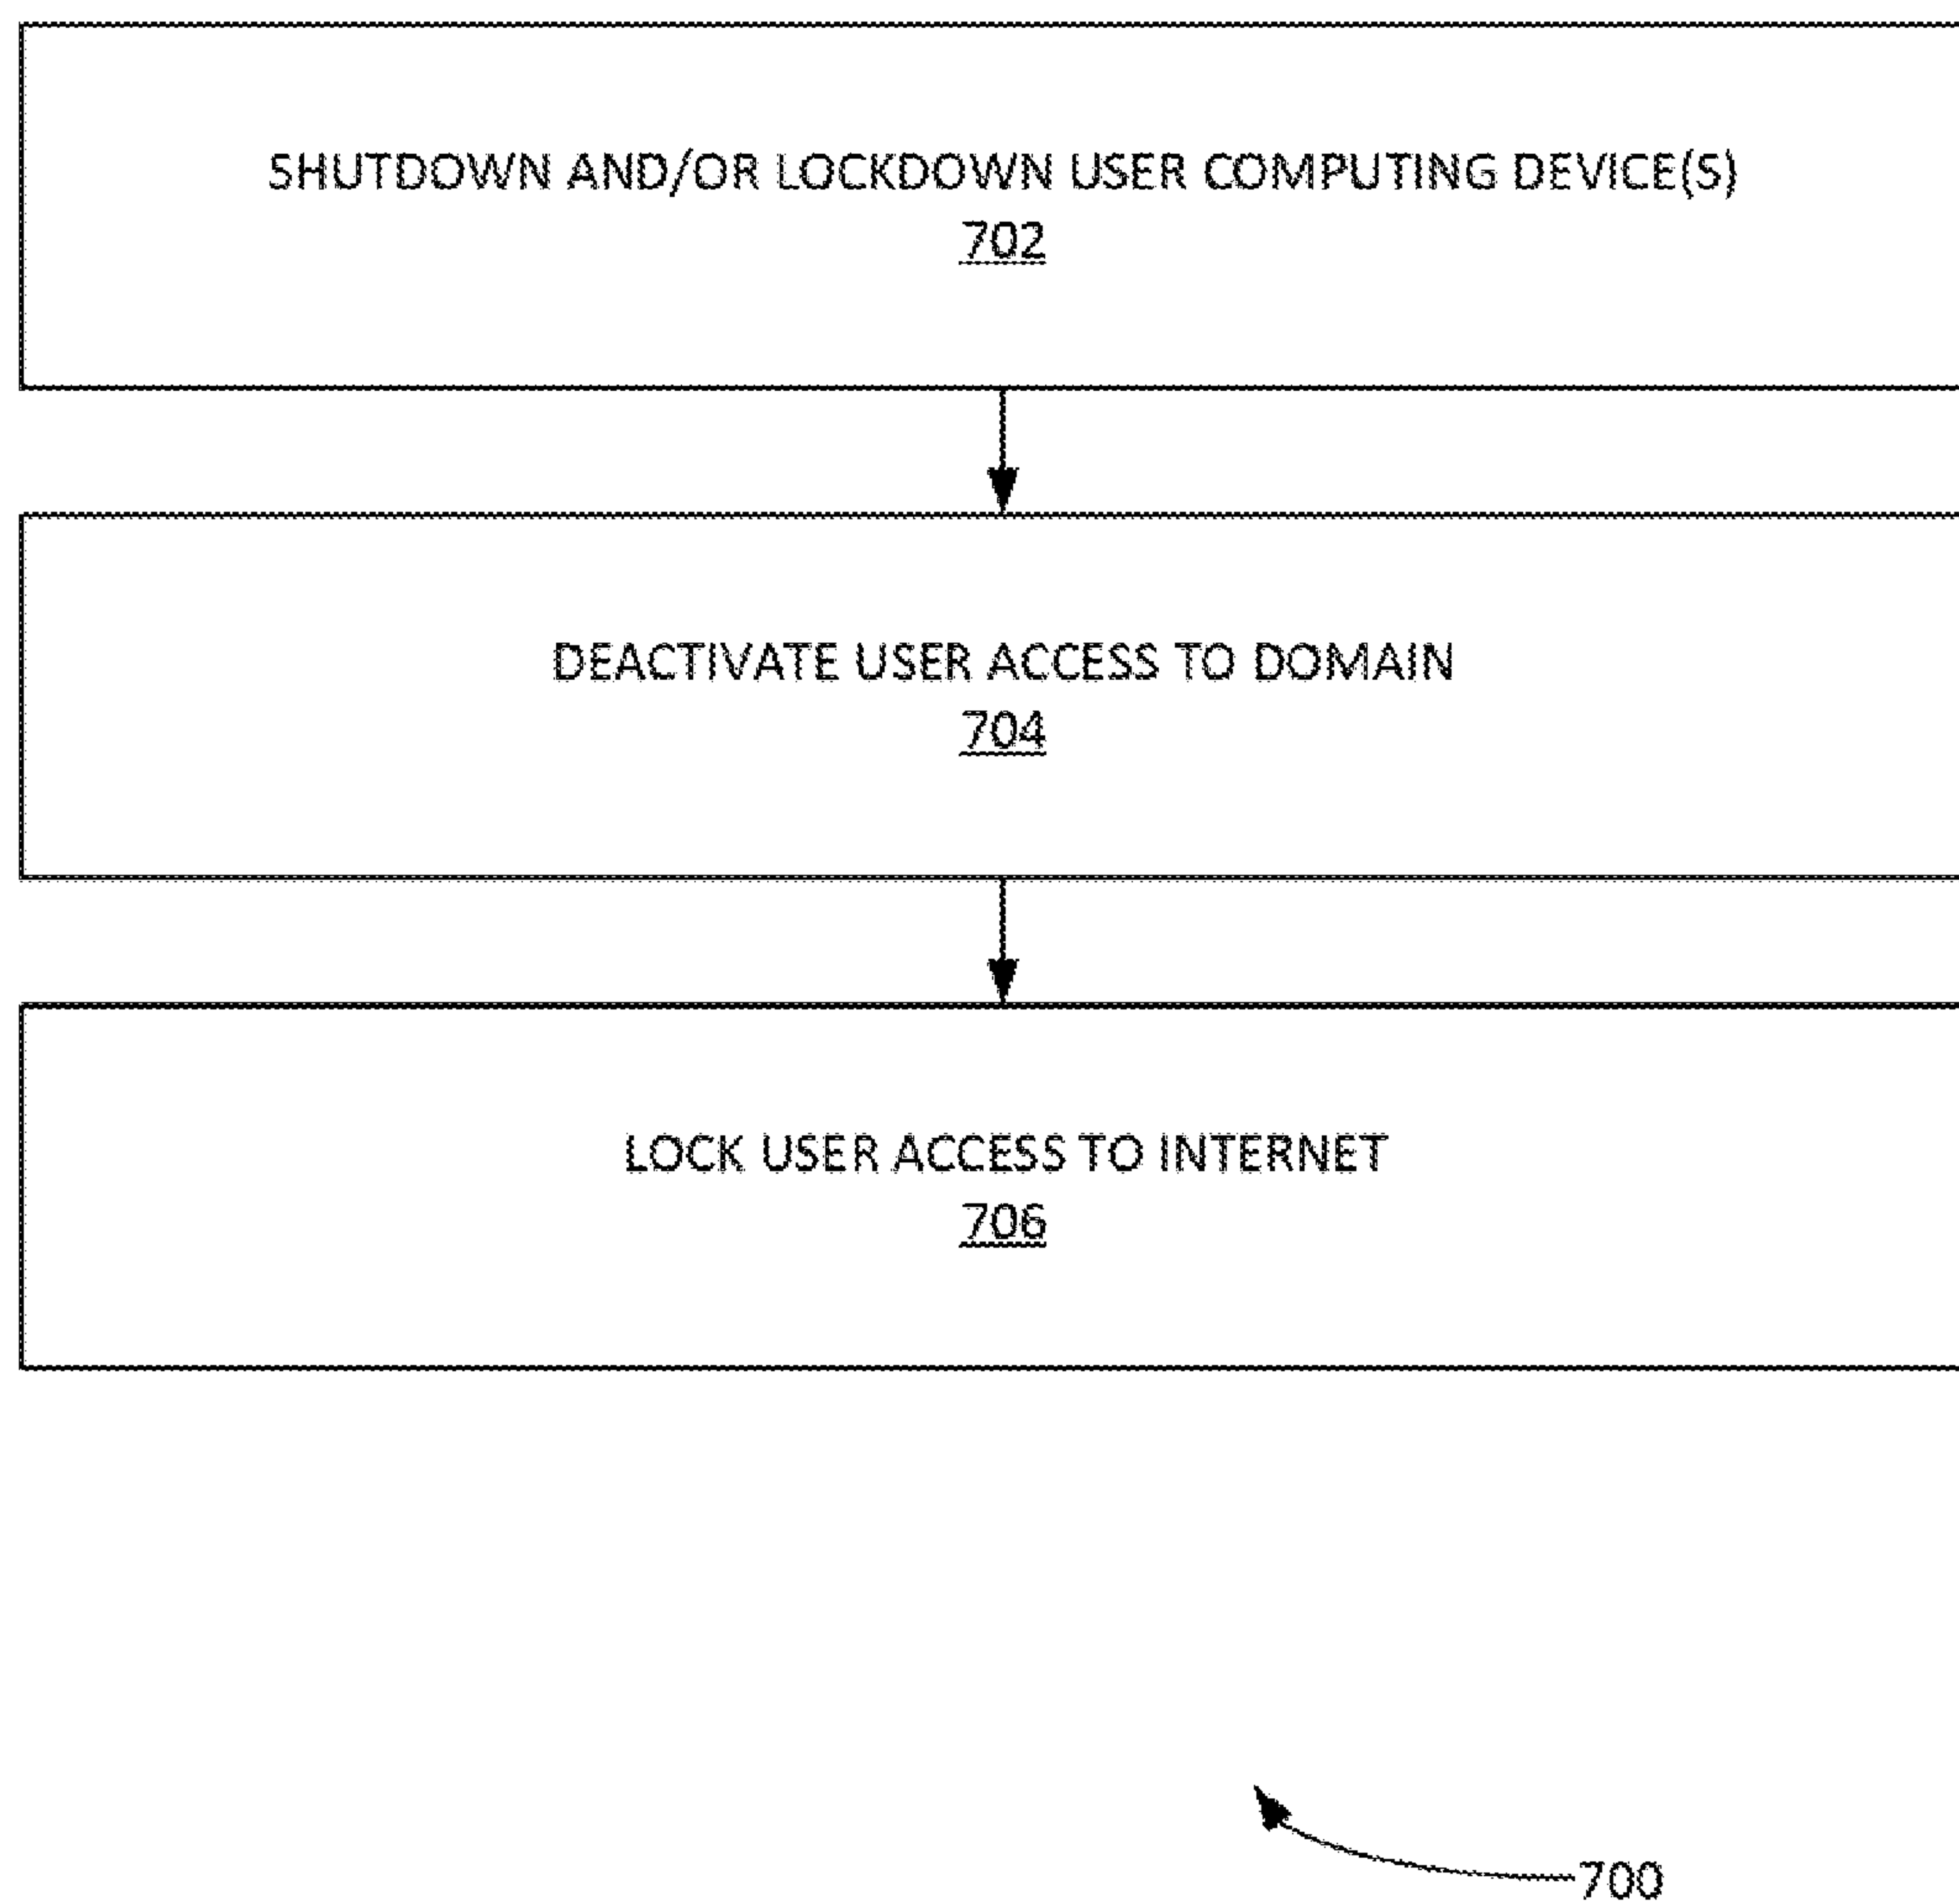 SHUTDOWN AND/OR LOCKDOWN USER COMPUTING DEVICE(S)
702
DEACTIVATE USER ACCESS TO DOMAIN
704
LOCK USER ACCESS TO INTERNET
706
700